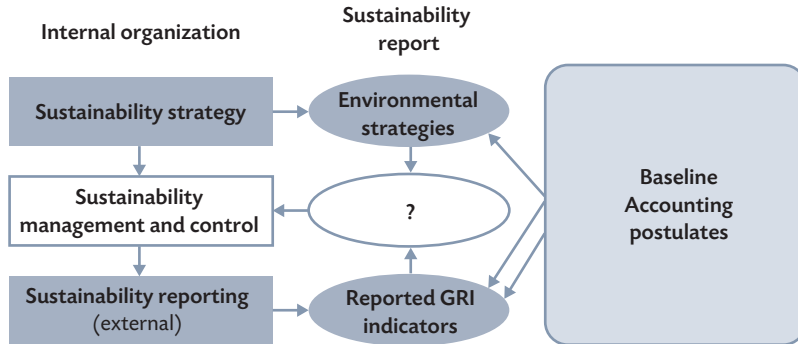 Internal organization
Sustainability
report
Sustainability strategy
Environmental
strategies
Sustainability
management and control
?
Sustainability reporting
(external)
Reported GRI
indicators
Baseline
Accounting
postulates